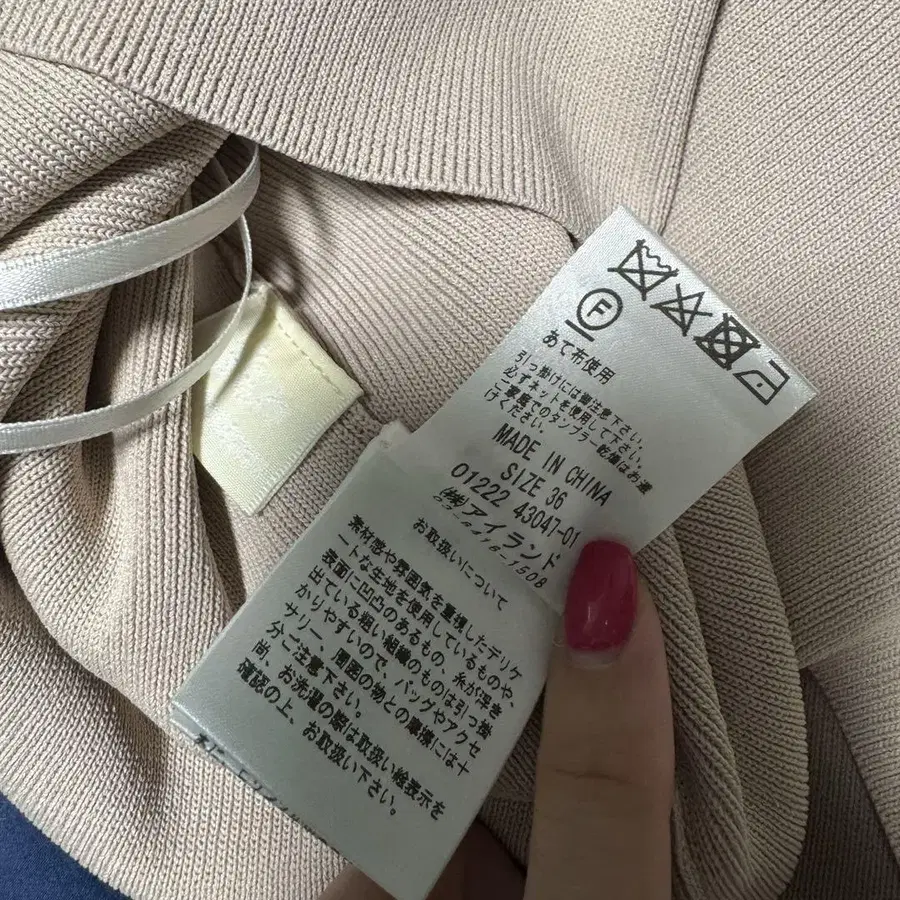 F
あて布使用
引っ掛けには御注意下さい。
必ずネットを使用して下さい。
ご家庭でのタンブラー乾燥はお避
けください。
MADE IN CHINA
SIZE 36
01222 43047-01
(株)アイランド
お取扱いについて
素材感や雰囲気を重視したデリケ
ートな生地を使用しているものや、
表面に凹凸のあるもの、糸が浮き
出ている粗い組織のものは引っ掛
かりやすいので、バッグやアクセ
サリー、周囲の物との摩擦には十
分ご注意下さい。
尚、お洗濯の際は取扱い絵表示を
確認の上、お取扱い下さい。